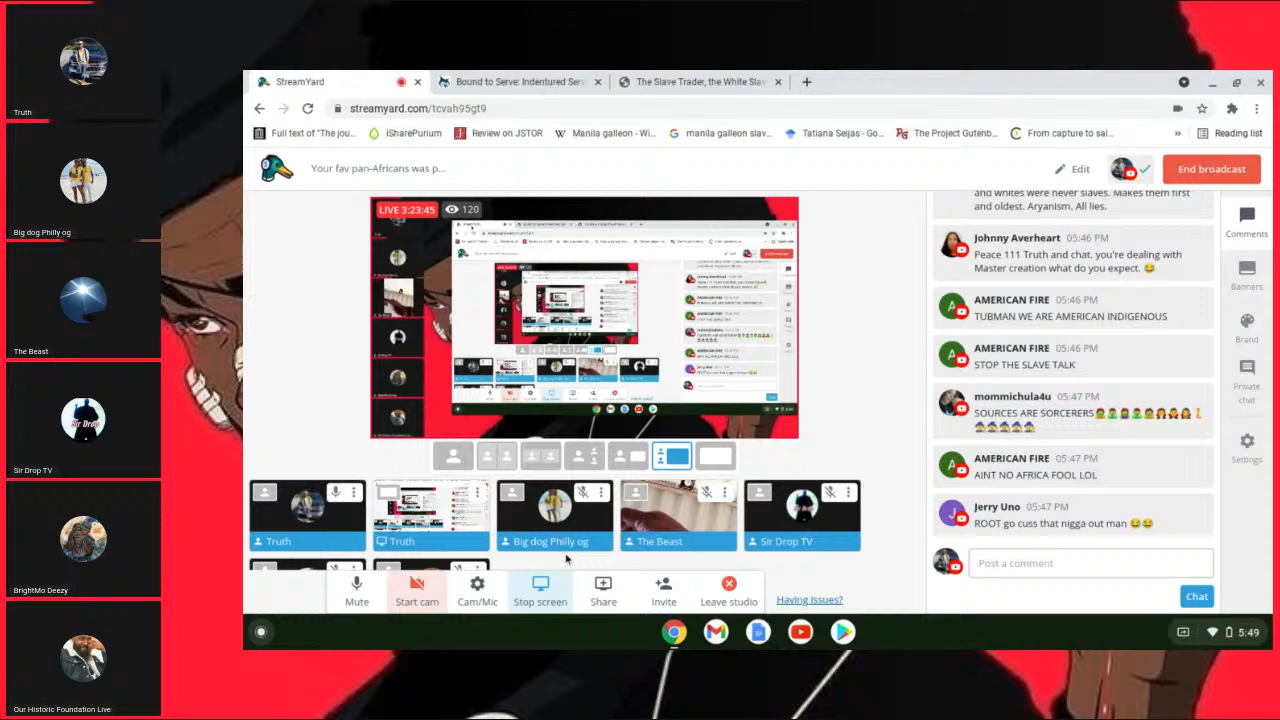 Truth
Big dog Philly og
The Beast
Sir Drop
Sir Drop TV
BrightMo Deezy
Our Historic Foundation Live
StreamYard
Bound to Serve: Indentured Serv
The Slave Trader, the White Slav
streamyard.com/tcvah95gt9
Full text of "The jou...
iSharePurium
Review on JSTOR
Manila galleon - Wi...
manila galleon slav...
Tatiana Seijas - Go...
The Project Gutenb...
From capture to sal...
»
Reading list
Your fav pan-Africans was p...
Edit
End broadcast
LIVE 3:23:45
120
and whites were never slaves. Makes them first
and oldest. Aryanism. All lies.
Johnny Averheart 05:46 PM
Peace 111 Truth and chat, you're dealing with
Master creation what do you expect. 😂
AMERICAN FIRE 05:46 PM
TUBMAN WE ARE AMERICAN INDIGENOUS
AMERICAN FIRE 05:46 PM
STOP THE SLAVE TALK
mommichula4u 05:47 PM
SOURCES ARE SORCERERS
AMERICAN FIRE 05:47 PM
AINT NO AFRICA FOOL LOL
Jerry Uno 05:47 PM
ROOT go cuss that nigga out man 😂😂
Post a comment
Chat
Comments
Banners
Brand
Private
chat
Settings
Truth
Truth
Big dog Philly og
The Beast
Sir Drop TV
Mute
Start cam
Cam/Mic
Stop screen
Share
Invite
Leave studio
Having issues?
5:49